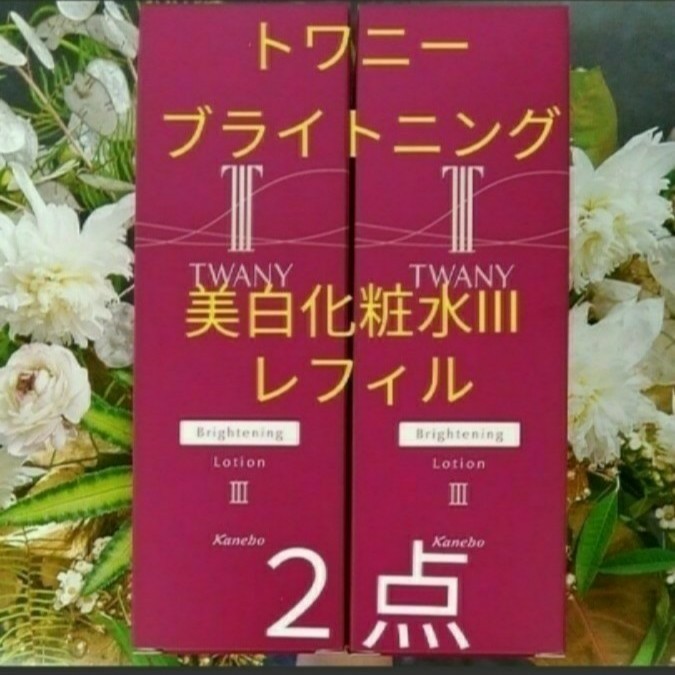 トワニー
ブライトニング
TWANY TWANY
美白化粧水III
レフィル
Brightening Brightening
Lotion Lotion
III III
Kanebo Kanebo
2点